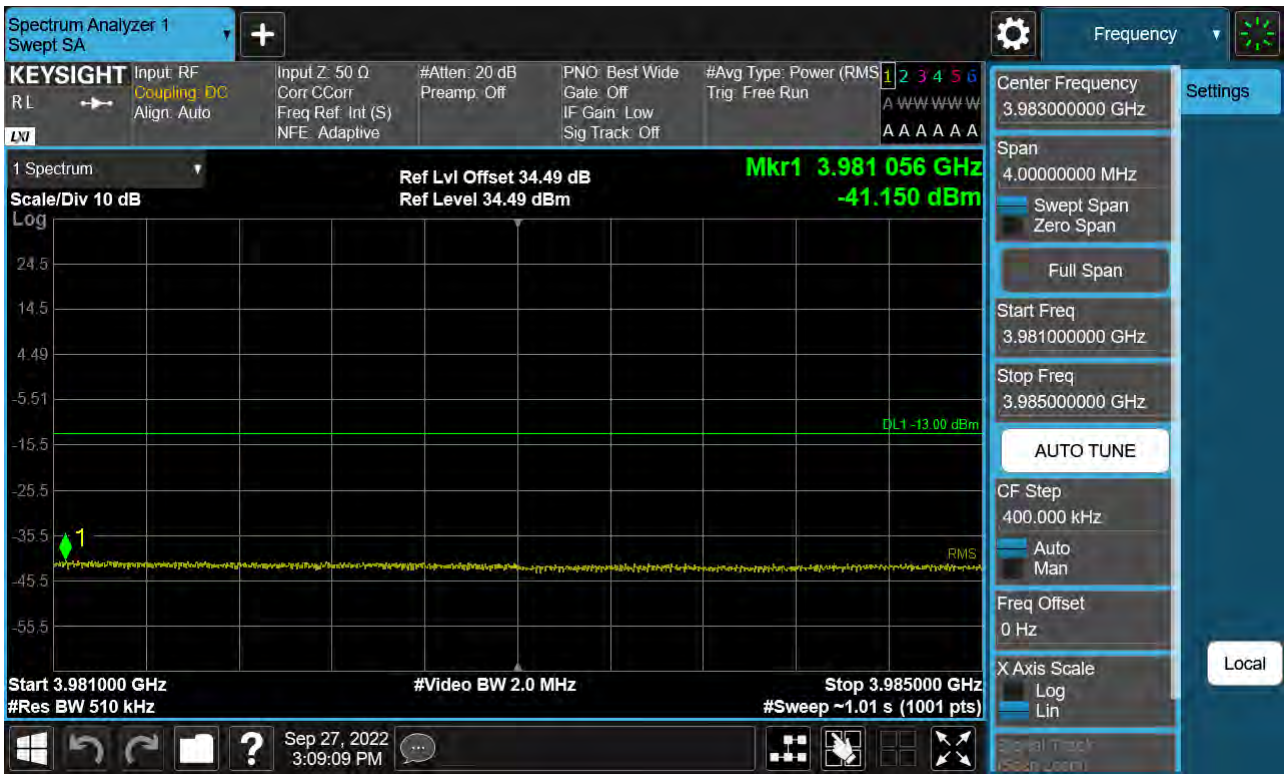 Spectrum Analyzer 1
Swept SA
+
Frequency
KEYSIGHT
RL
LXI
Input: RF
Coupling: DC
Align: Auto
Input Z: 50 Ω
Corr CCorr
Freq Ref: Int (S)
NFE: Adaptive
#Atten: 20 dB
Preamp: Off
PNO: Best Wide
Gate: Off
IF Gain: Low
Sig Track: Off
#Avg Type: Power (RMS
Trig: Free Run
1 2 3 4 5 6
A W W W W W
A A A A A A
1 Spectrum
Scale/Div 10 dB
Log
Ref Lvl Offset 34.49 dB
Ref Level 34.49 dBm
Mkr1 3.981 056 GHz
-41.150 dBm
24.5
14.5
4.49
-5.51
-15.5
-25.5
-35.5
-45.5
-55.5
DL1 -13.00 dBm
1
RMS
Start 3.981000 GHz
#Res BW 510 kHz
#Video BW 2.0 MHz
Stop 3.985000 GHz
#Sweep ~1.01 s (1001 pts)
Center Frequency
3.983000000 GHz
Span
4.00000000 MHz
Swept Span
Zero Span
Full Span
Start Freq
3.981000000 GHz
Stop Freq
3.985000000 GHz
AUTO TUNE
CF Step
400.000 kHz
Auto
Man
Freq Offset
0 Hz
X Axis Scale
Log
Lin
Signal Track
(Span Zoom)
Settings
Local
?
Sep 27, 2022
3:09:09 PM